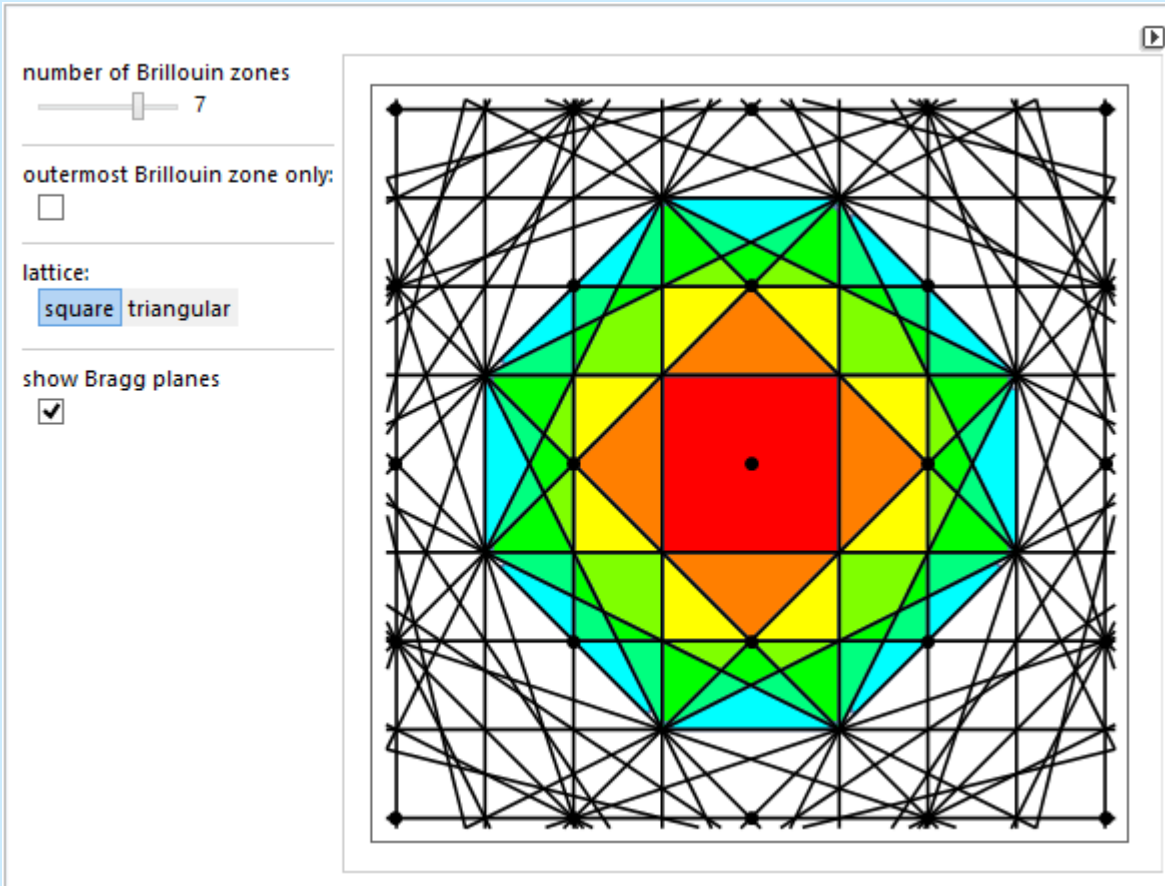 number of Brillouin zones
7
outermost Brillouin zone only:
lattice:
square triangular
show Bragg planes